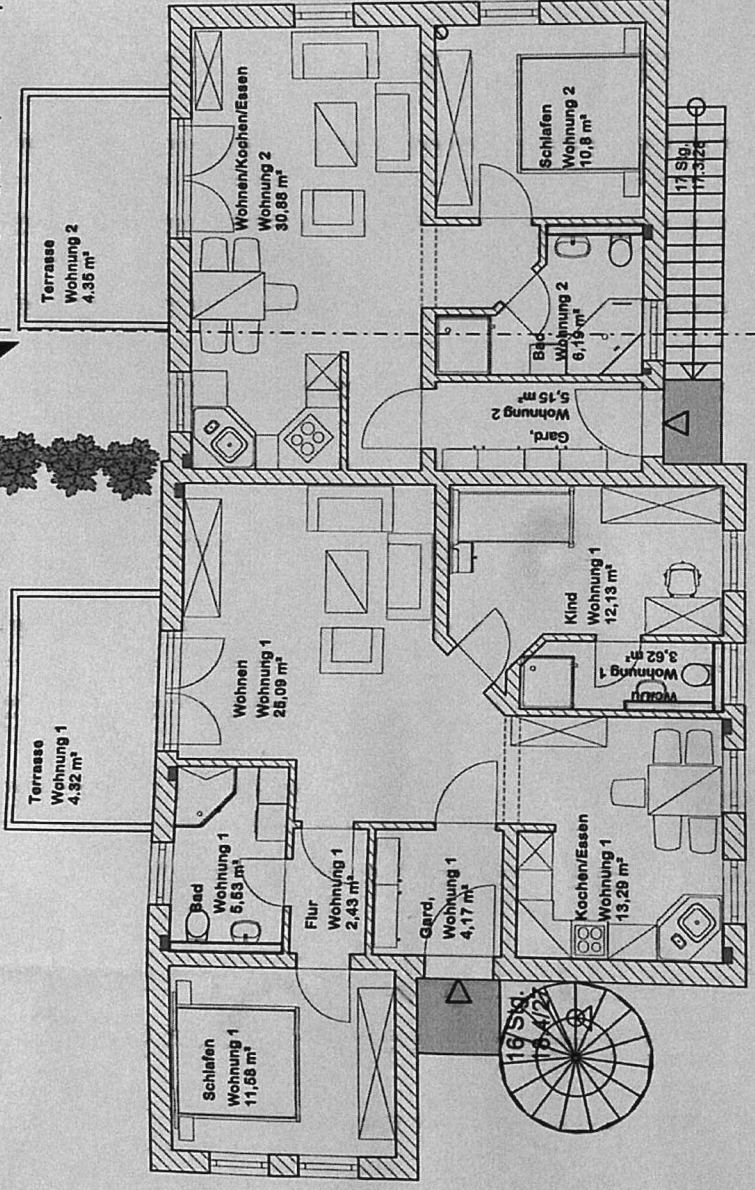 Terrasse
Wohnung 2
4.35 m²
Wohnen/Kochen/Essen
Wohnung 2
30,88 m²
Schlafen
Wohnung 2
10,8 m²
17 Stg.
Bad
Wohnung 2
6,19 m²
Gard,
Wohnung 2
5,15 m²
Terrasse
Wohnung 1
4.32 m²
Wohnen
Wohnung 1
25,09 m²
Kind
Wohnung 1
12,13 m²
Wohnung 1
3,62 m²
Bad
Wohnung 1
5,53 m²
Flur
Wohnung 1
2,43 m²
Gard,
Wohnung 1
4,17 m²
Kochen/Essen
Wohnung 1
13,29 m²
Schlafen
Wohnung 1
11,58 m²
16 Stg.